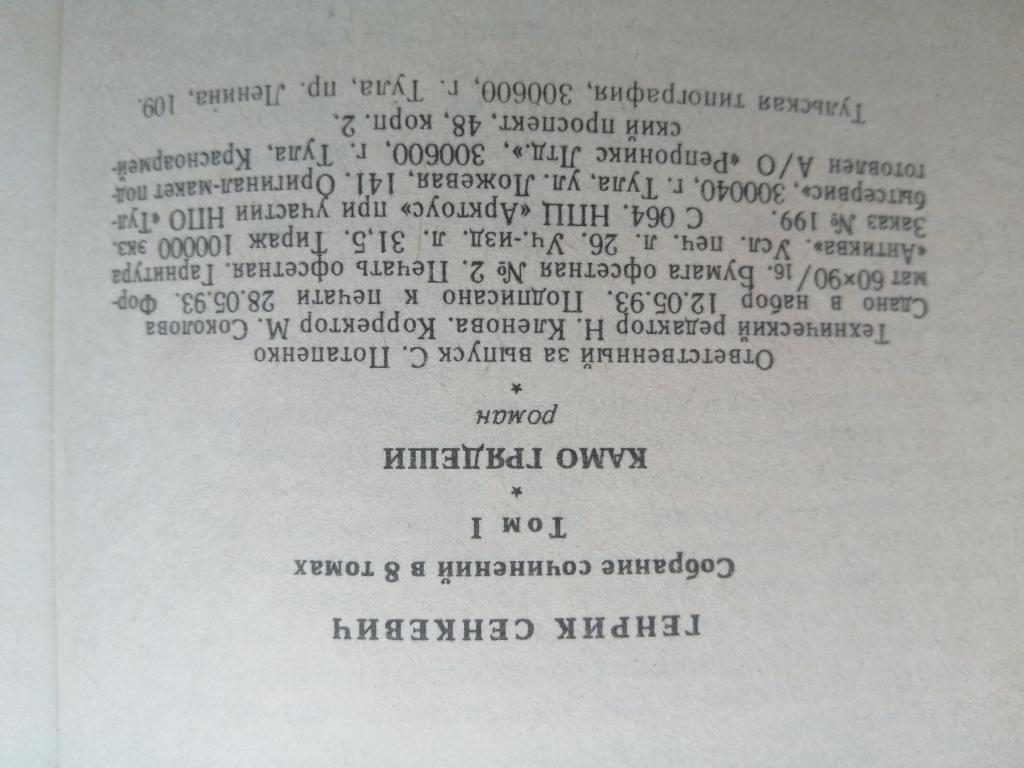 ГЕНРИК СЕНКЕВИЧ
Собрание сочинений в 8 томах
Том I
*
КАМО ГРЯДЕШИ
роман
*
Ответственный за выпуск С. Потапенко
Технический редактор Н. Кленова. Корректор М. Соколова
Сдано в набор 12.05.93. Подписано к печати 28.05.93. Фор-
мат 60×90/16. Бумага офсетная № 2. Печать офсетная. Гарнитура
«Антиква». Усл. печ. л. 26. Уч.-изд. л. 31,5. Тираж 100000 экз.
Заказ № 199. С 064. НПЦ «Арктоус» при участии НПО «Тул-
бытсервис», 300040, г. Тула, ул. Ложевая, 141. Оригинал-макет под-
готовлен А/О «Репроникс Лтд.», 300600, г. Тула, Красноармей-
ский проспект, 48, корп. 2.
Тульская типография, 300600, г. Тула, пр. Ленина, 109.